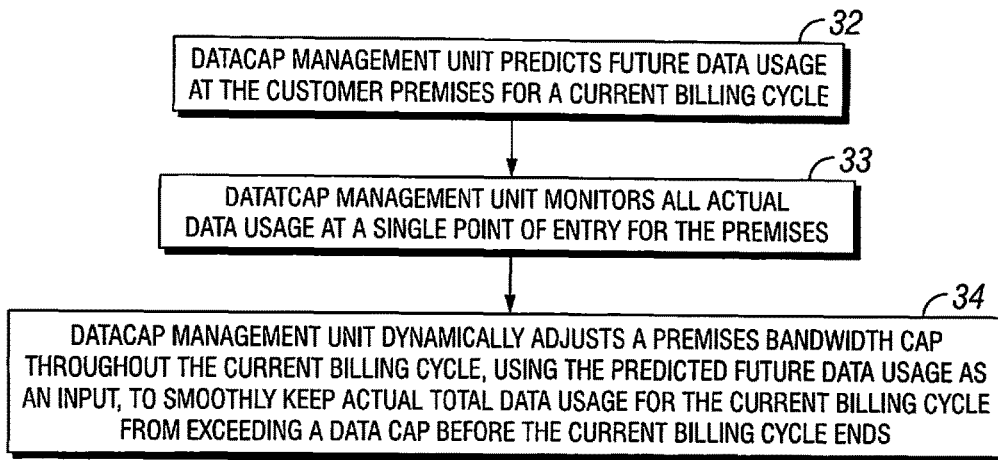 32
DATACAP MANAGEMENT UNIT PREDICTS FUTURE DATA USAGE
AT THE CUSTOMER PREMISES FOR A CURRENT BILLING CYCLE
33
DATATCAP MANAGEMENT UNIT MONITORS ALL ACTUAL
DATA USAGE AT A SINGLE POINT OF ENTRY FOR THE PREMISES
34
DATACAP MANAGEMENT UNIT DYNAMICALLY ADJUSTS A PREMISES BANDWIDTH CAP
THROUGHOUT THE CURRENT BILLING CYCLE, USING THE PREDICTED FUTURE DATA USAGE AS
AN INPUT, TO SMOOTHLY KEEP ACTUAL TOTAL DATA USAGE FOR THE CURRENT BILLING CYCLE
FROM EXCEEDING A DATA CAP BEFORE THE CURRENT BILLING CYCLE ENDS